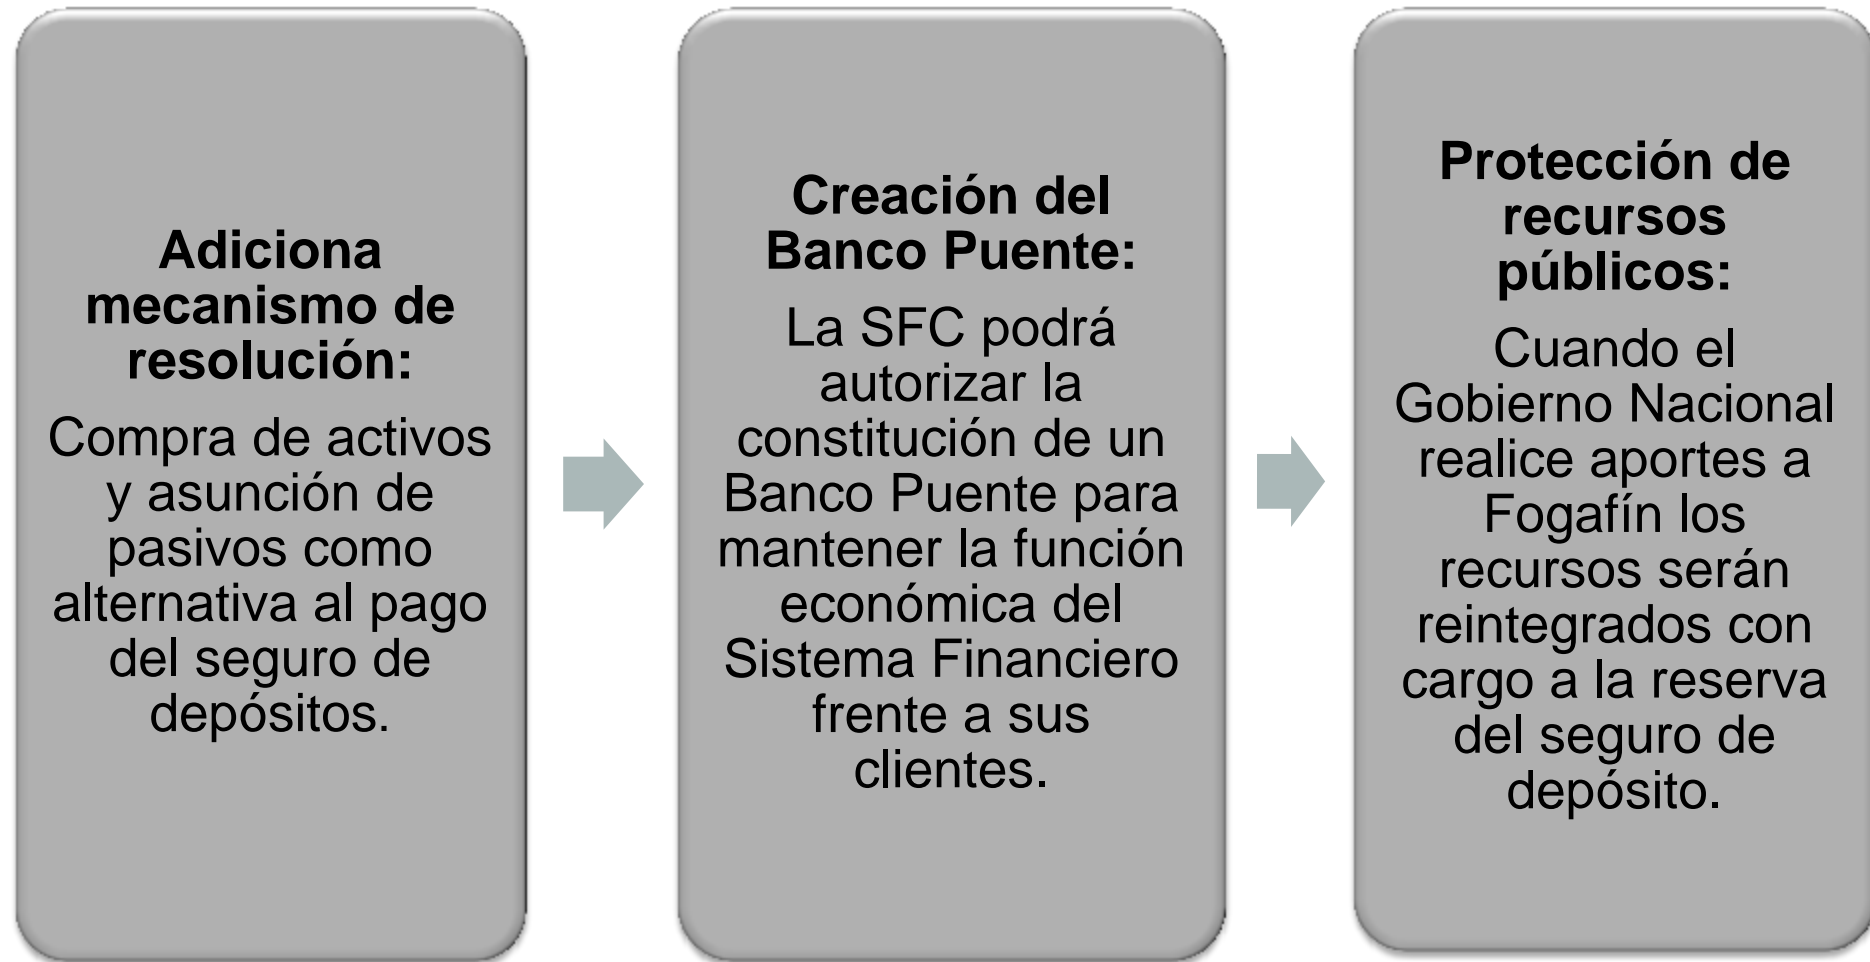 Adiciona
mecanismo de
resolución:
Compra de activos
y asunción de
pasivos como
alternativa al pago
del seguro de
depósitos.
Creación del
Banco Puente:
La SFC podrá
autorizar la
constitución de un
Banco Puente para
mantener la función
económica del
Sistema Financiero
frente a sus
clientes.
Protección de
recursos
públicos:
Cuando el
Gobierno Nacional
realice aportes a
Fogafín los
recursos serán
reintegrados con
cargo a la reserva
del seguro de
depósito.